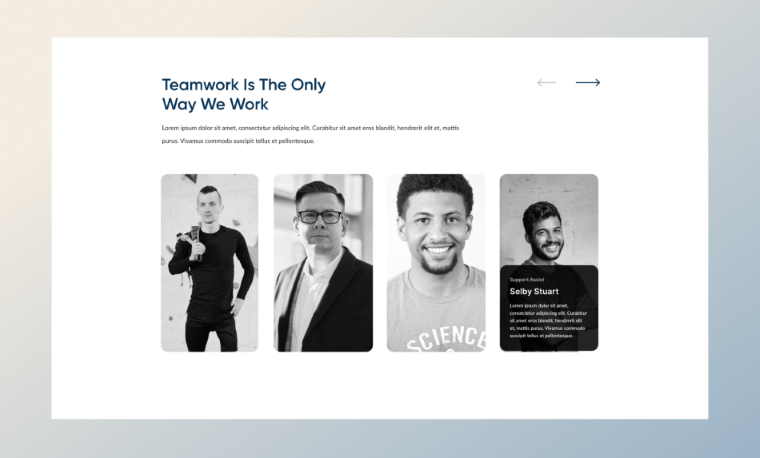 Teamwork Is The Only
Way We Work
Lorem ipsum dolor sit amet, consectetur adipiscing elit. Curabitur sit amet eros blandit, hendrerit elit et, mattis
purus. Vivamus commodo suscipit tellus et pellentesque.
SCIENCE
Support Assist
Selby Stuart
Lorem ipsum dolor sit amet,
consectetur adipiscing elit. Curabitur
sit amet eros blandit, hendrerit elit
et, mattis purus. Vivamus commodo
suscipit tellus et pellentesque.